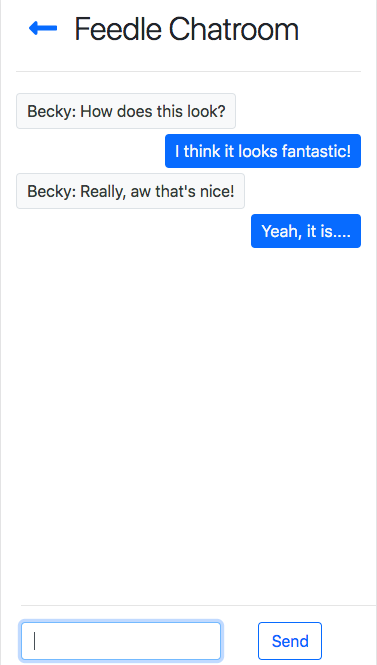 Feedle Chatroom
Becky: How does this look?
I think it looks fantastic!
Becky: Really, aw that's nice!
Yeah, it is....
Send